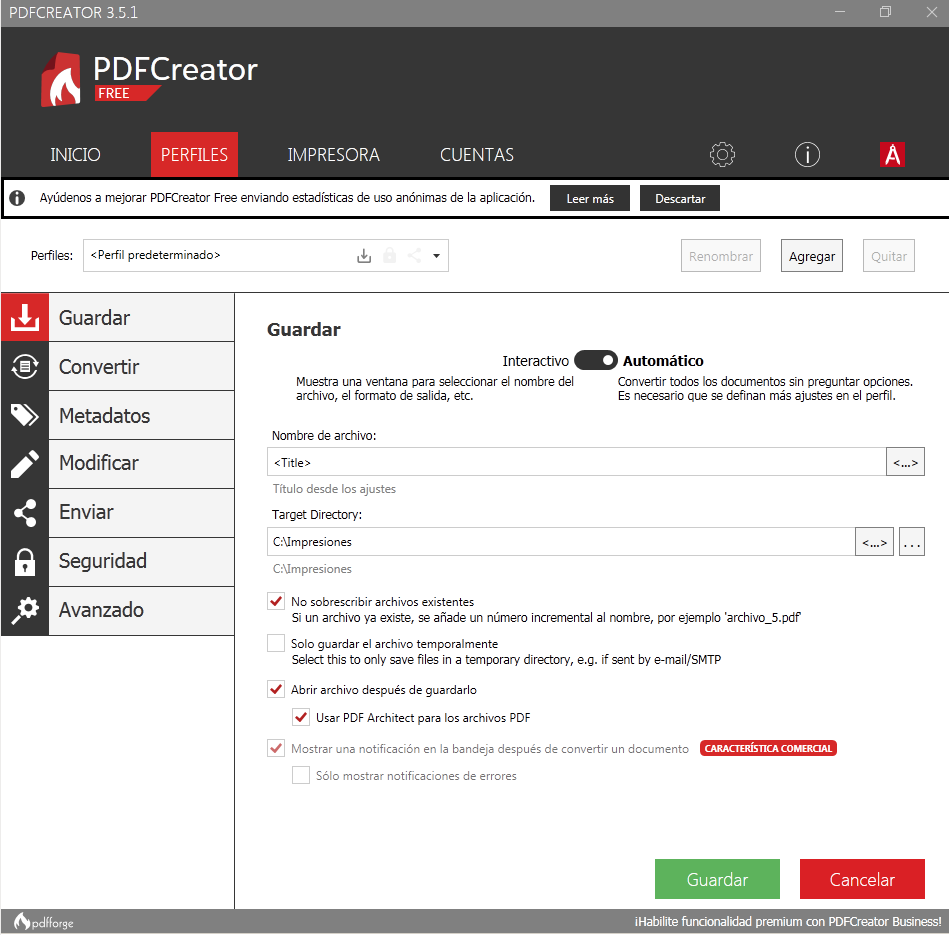 PDFCREATOR 3.5.1
PDFCreator
FREE
INICIO PERFILES IMPRESORA CUENTAS
Ayúdenos a mejorar PDFCreator Free enviando estadísticas de uso anónimas de la aplicación. Leer más Descartar
Perfiles: <Perfil predeterminado> Renombrar Agregar Quitar
Guardar
Convertir
Metadatos
Modificar
Enviar
Seguridad
Avanzado
Guardar
Interactivo Automático
Muestra una ventana para seleccionar el nombre del
archivo, el formato de salida, etc.
Convertir todos los documentos sin preguntar opciones.
Es necesario que se definan más ajustes en el perfil.
Nombre de archivo:
<Title> <...>
Título desde los ajustes
Target Directory:
C:\Impresiones <...> ...
C:\Impresiones
No sobrescribir archivos existentes
Si un archivo ya existe, se añade un número incremental al nombre, por ejemplo 'archivo_5.pdf'
Solo guardar el archivo temporalmente
Select this to only save files in a temporary directory, e.g. if sent by e-mail/SMTP
Abrir archivo después de guardarlo
Usar PDF Architect para los archivos PDF
Mostrar una notificación en la bandeja después de convertir un documento CARACTERÍSTICA COMERCIAL
Sólo mostrar notificaciones de errores
Guardar Cancelar
pdfforge ¡Habilite funcionalidad premium con PDFCreator Business!